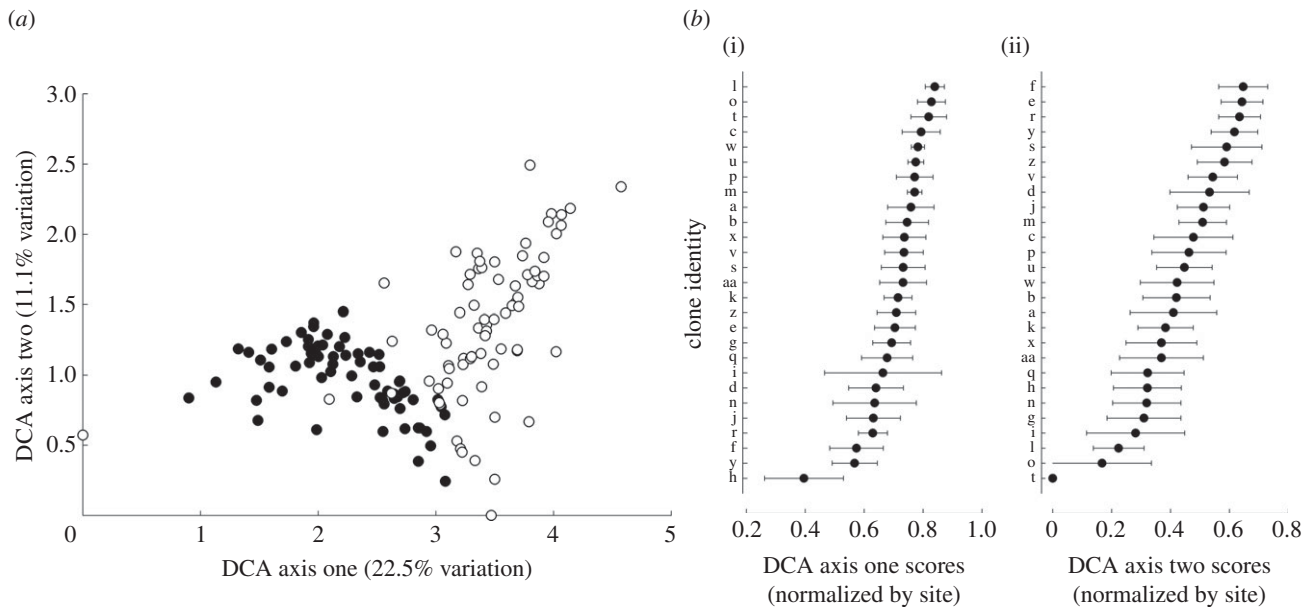 (a)
3.0
2.5
2.0
1.5
1.0
0.5
DCA axis two (11.1% variation)
0
1
2
3
4
5
DCA axis one (22.5% variation)
(b)
(i)
clone identity
l
o
t
c
w
u
p
m
a
b
x
v
s
aa
k
z
e
g
q
i
d
n
j
r
f
y
h
0.2
0.4
0.6
0.8
1.0
DCA axis one scores
(normalized by site)
(ii)
f
e
r
y
s
z
v
d
j
m
c
p
u
w
b
a
k
x
aa
q
h
n
g
i
l
o
t
0
0.2
0.4
0.6
0.8
DCA axis two scores
(normalized by site)